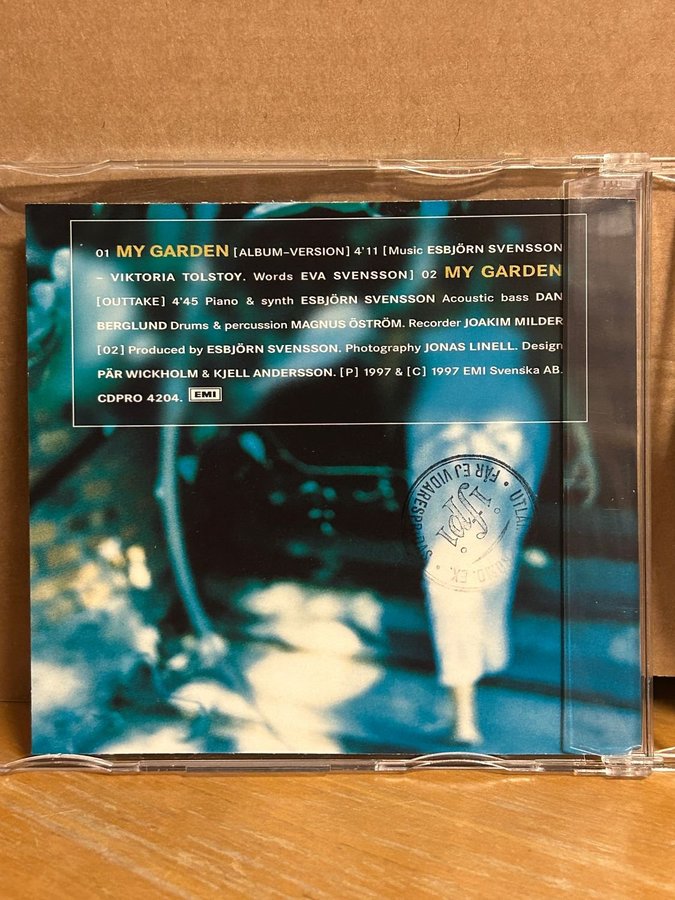 01 MY GARDEN [ALBUM–VERSION] 4'11 [Music ESBJÖRN SVENSSON
– VIKTORIA TOLSTOY. Words EVA SVENSSON] 02 MY GARDEN
[OUTTAKE] 4'45 Piano & synth ESBJÖRN SVENSSON Acoustic bass DAN
BERGLUND Drums & percussion MAGNUS ÖSTRÖM. Recorder JOAKIM MILDER
[02] Produced by ESBJÖRN SVENSSON. Photography JONAS LINELL. Design
PÄR WICKHOLM & KJELL ANDERSSON. [P] 1997 & [C] 1997 EMI Svenska AB.
CDPRO 4204. EMI
• FÅR EJ VIDARESPR